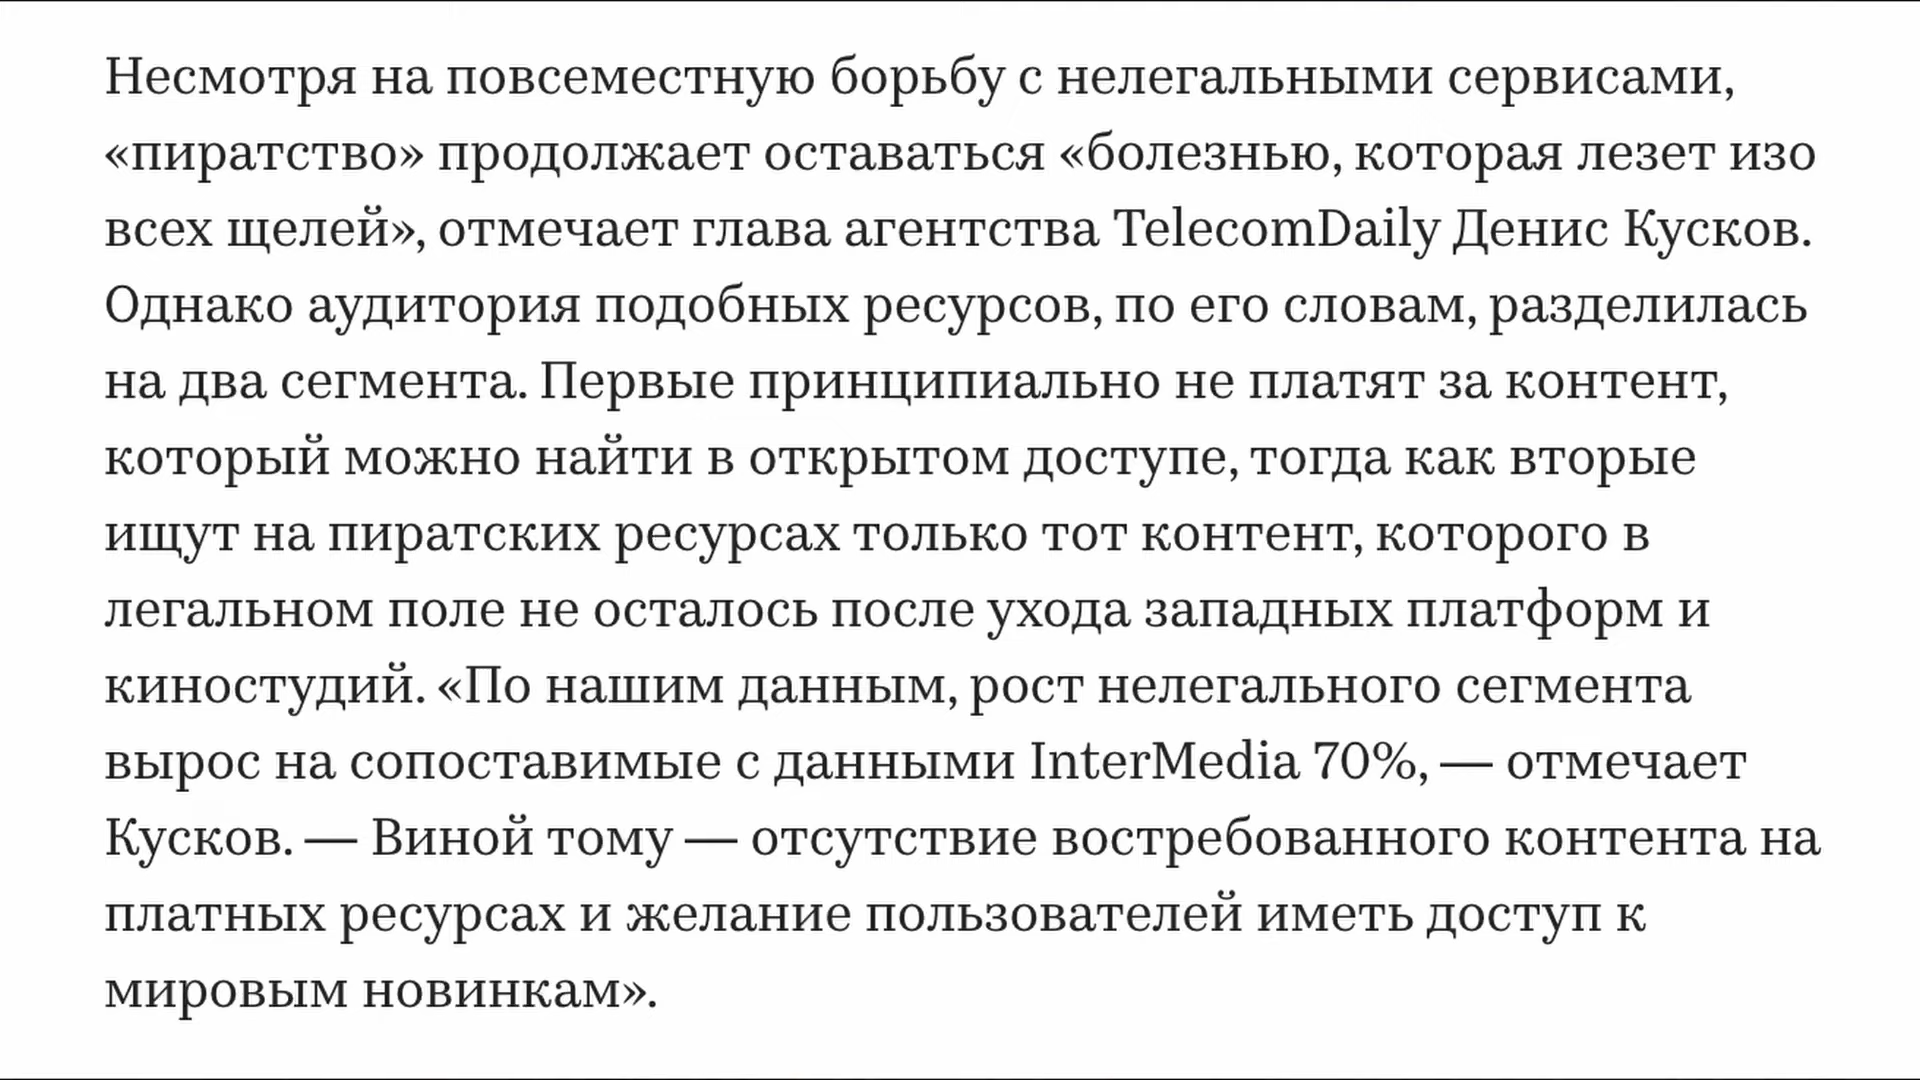 Несмотря на повсеместную борьбу с нелегальными сервисами,
«пиратство» продолжает оставаться «болезнью, которая лезет изо
всех щелей», отмечает глава агентства TelecomDaily Денис Кусков.
Однако аудитория подобных ресурсов, по его словам, разделилась
на два сегмента. Первые принципиально не платят за контент,
который можно найти в открытом доступе, тогда как вторые
ищут на пиратских ресурсах только тот контент, которого в
легальном поле не осталось после ухода западных платформ и
киностудий. «По нашим данным, рост нелегального сегмента
вырос на сопоставимые с данными InterMedia 70%, — отмечает
Кусков. — Виной тому — отсутствие востребованного контента на
платных ресурсах и желание пользователей иметь доступ к
мировым новинкам».